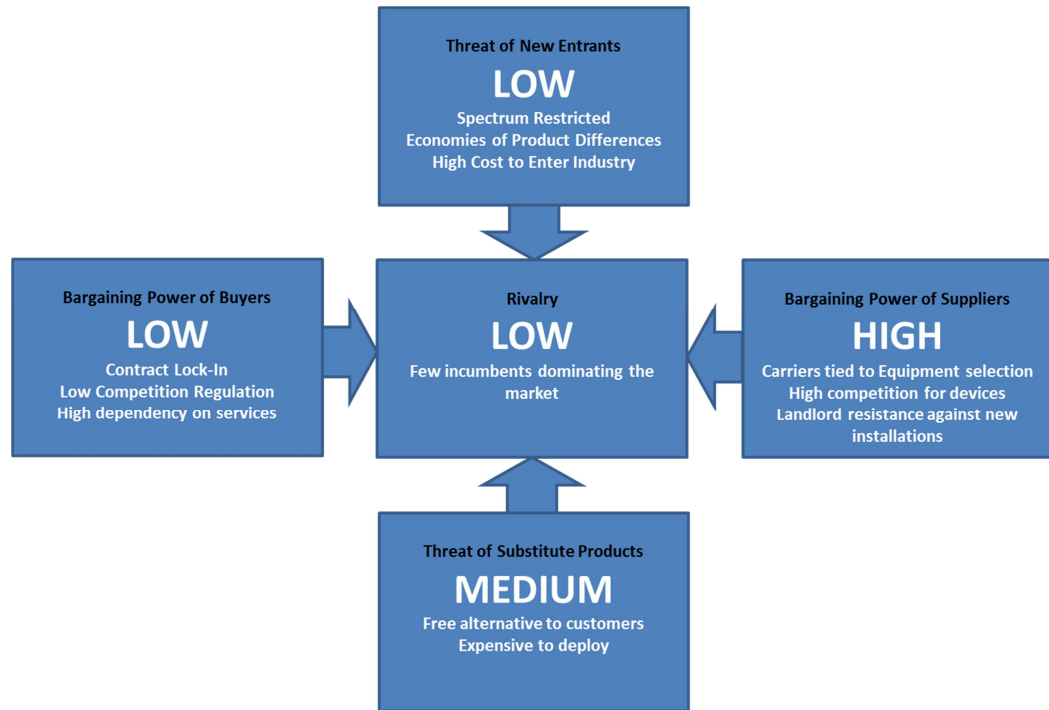 Threat of New Entrants
LOW
Spectrum Restricted
Economies of Product Differences
High Cost to Enter Industry
Bargaining Power of Buyers
LOW
Contract Lock-In
Low Competition Regulation
High dependency on services
Rivalry
LOW
Few incumbents dominating the
market
Bargaining Power of Suppliers
HIGH
Carriers tied to Equipment selection
High competition for devices
Landlord resistance against new
installations
Threat of Substitute Products
MEDIUM
Free alternative to customers
Expensive to deploy